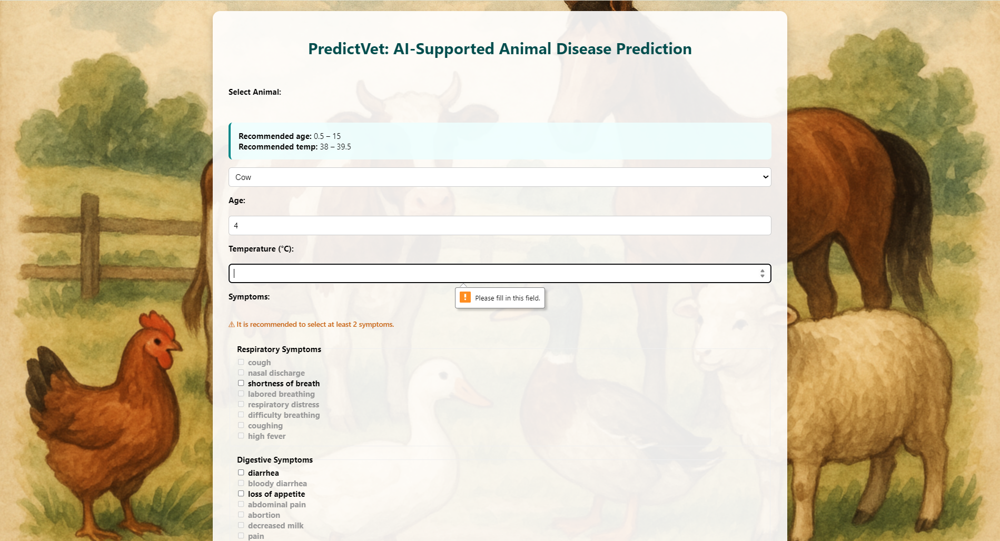 PredictVet: AI-Supported Animal Disease Prediction
Select Animal:
Recommended age: 0.5 – 15
Recommended temp: 38 – 39.5
Cow
Age:
4
Temperature (°C):
Please fill in this field.
Symptoms:
⚠ It is recommended to select at least 2 symptoms.
Respiratory Symptoms
cough
nasal discharge
shortness of breath
labored breathing
respiratory distress
difficulty breathing
coughing
high fever
Digestive Symptoms
diarrhea
bloody diarrhea
loss of appetite
abdominal pain
abortion
decreased milk
pain